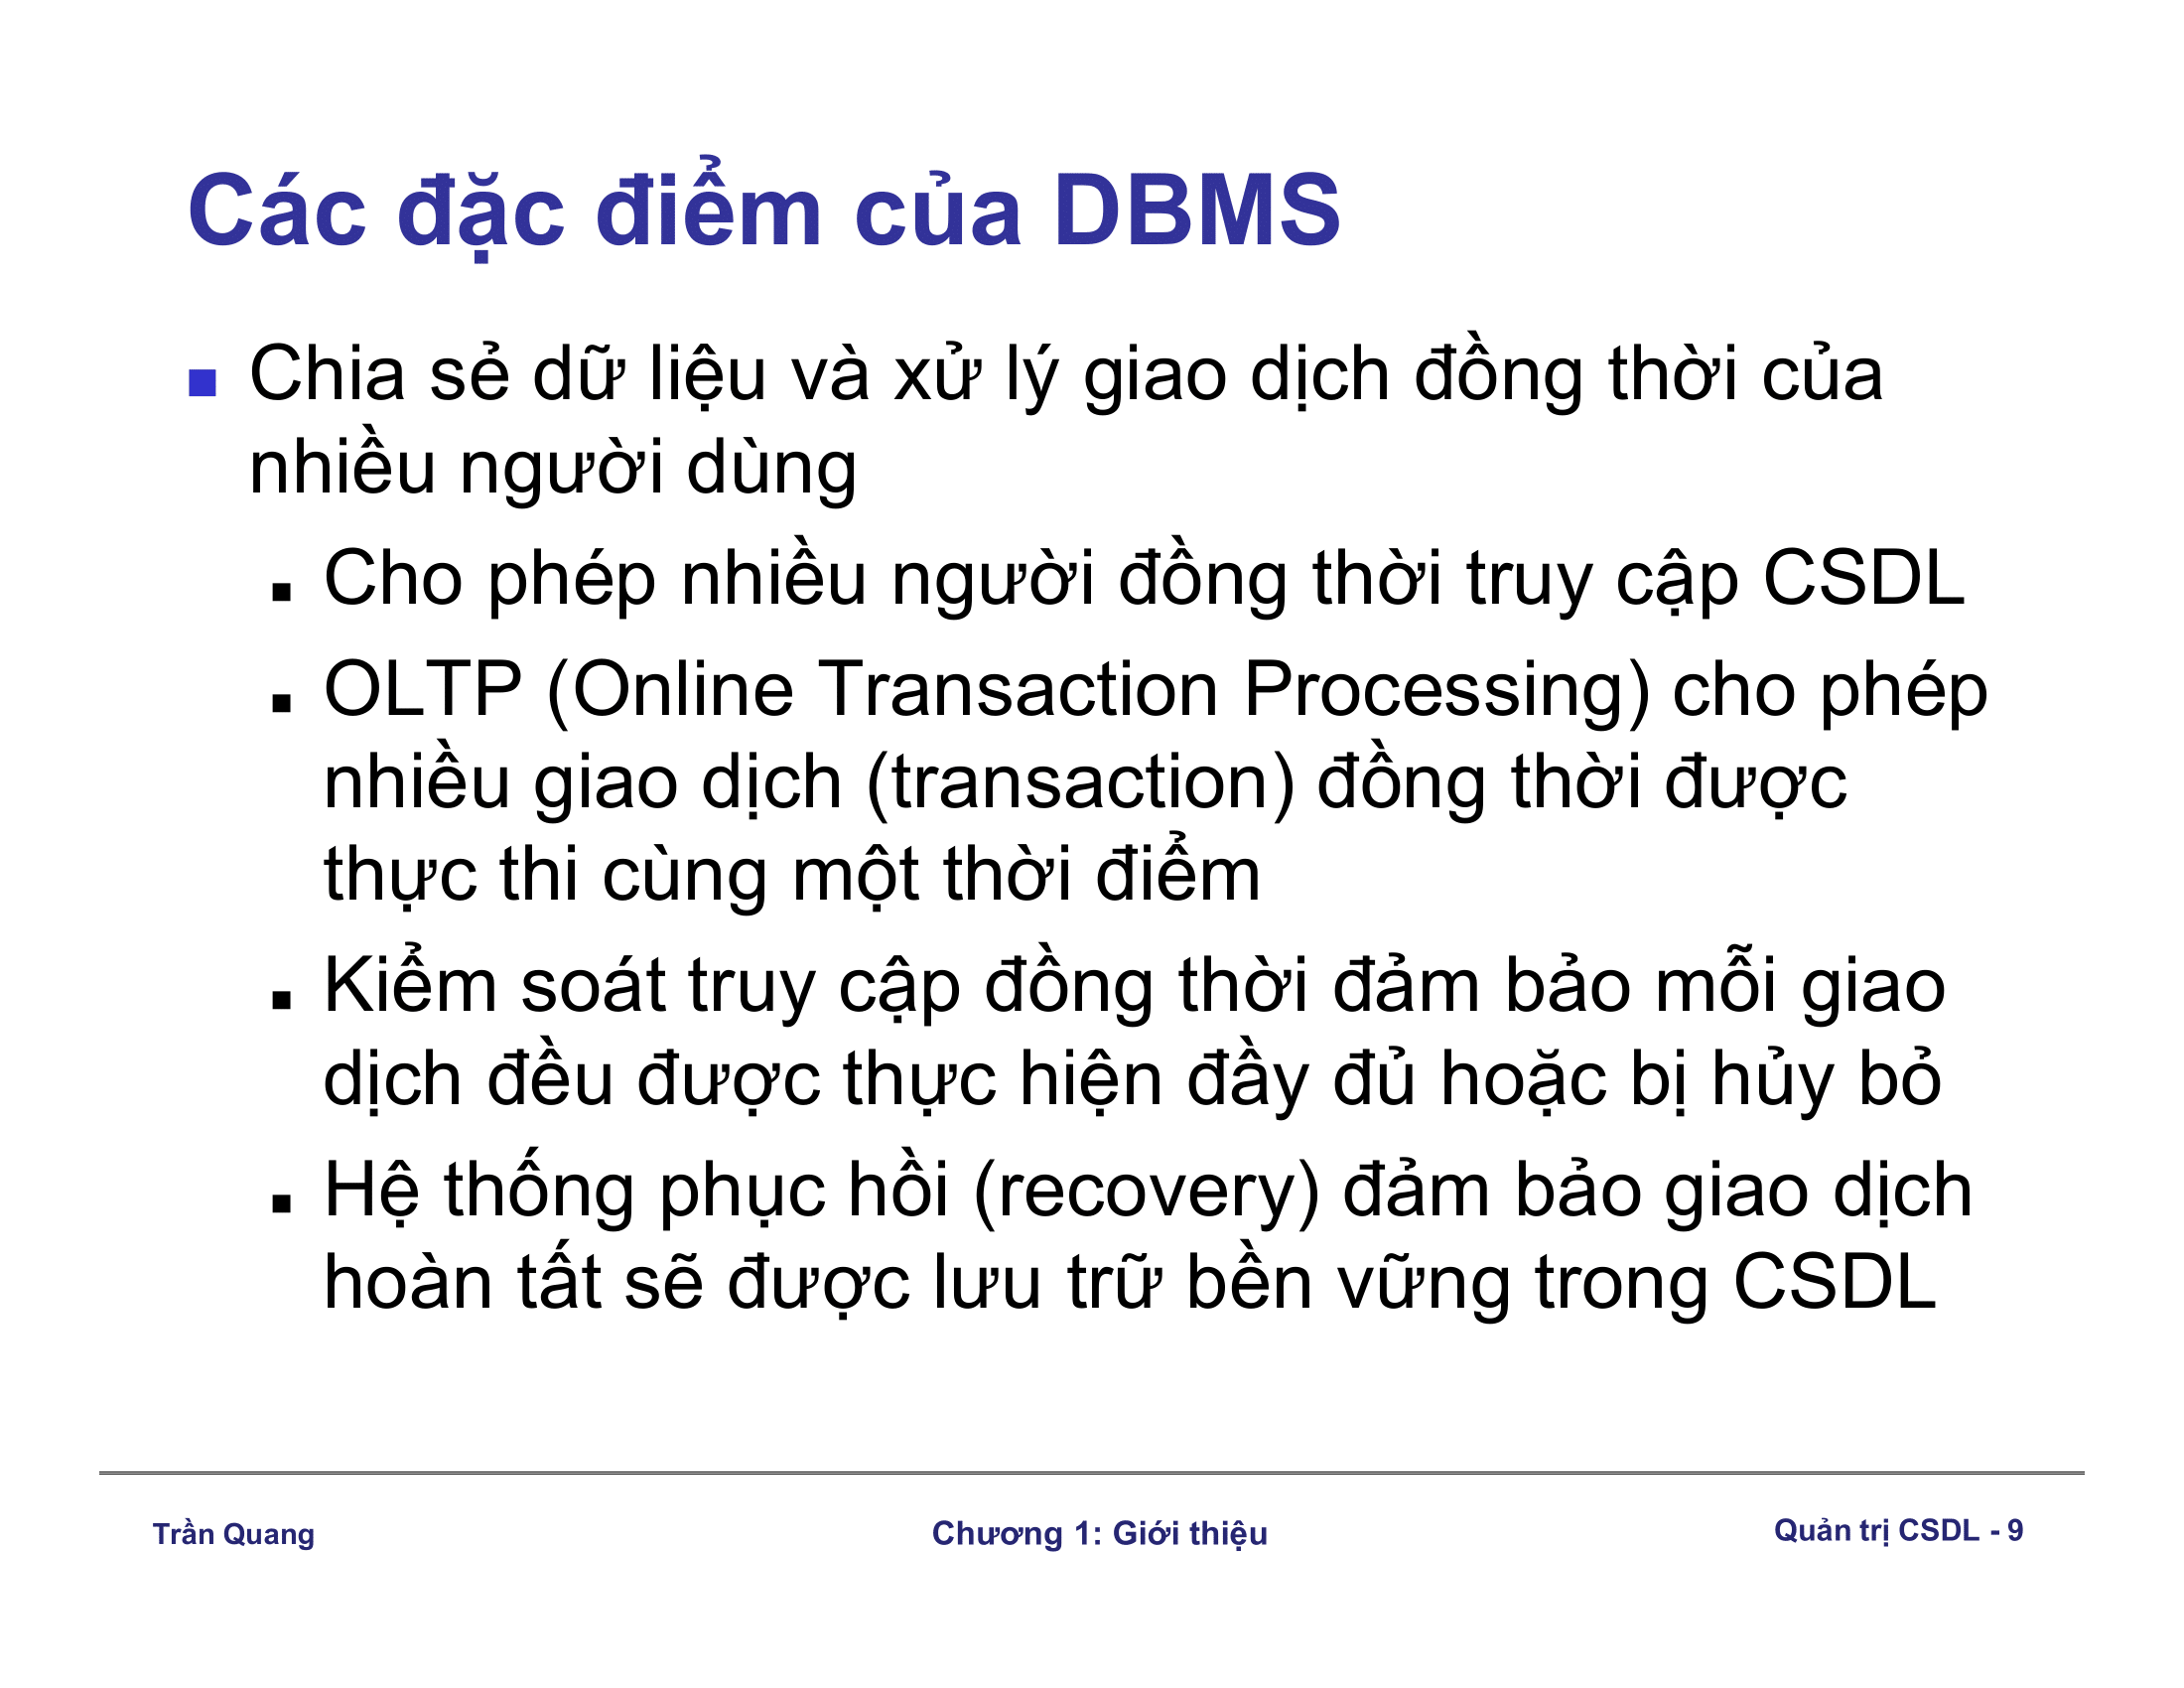 Các đặc điểm của DBMS
Chia sẻ dữ liệu và xử lý giao dịch đồng thời của
nhiều người dùng
Cho phép nhiều người đồng thời truy cập CSDL
OLTP (Online Transaction Processing) cho phép
nhiều giao dịch (transaction) đồng thời được
thực thi cùng một thời điểm
Kiểm soát truy cập đồng thời đảm bảo mỗi giao
dịch đều được thực hiện đầy đủ hoặc bị hủy bỏ
Hệ thống phục hồi (recovery) đảm bảo giao dịch
hoàn tất sẽ được lưu trữ bền vững trong CSDL
Trần Quang
Chương 1: Giới thiệu
Quản trị CSDL - 9